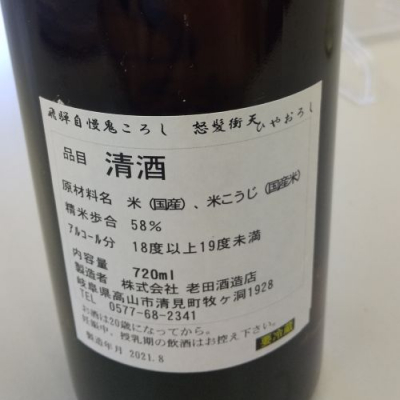 飛騨自慢鬼ころし 怒髪衝天ひやおろし
品目 清酒
原材料名 米(国産)、米こうじ(国産米)
精米歩合 58%
アルコール分 18度以上19度未満
内容量 720ml
製造者 株式会社 老田酒造店
岐阜県高山市清見町牧ヶ洞1928
TEL 0577-68-2341
お酒は20歳になってから。
妊娠中、授乳期の飲酒はお控え下さい。
製造年月 2021.8
要冷蔵